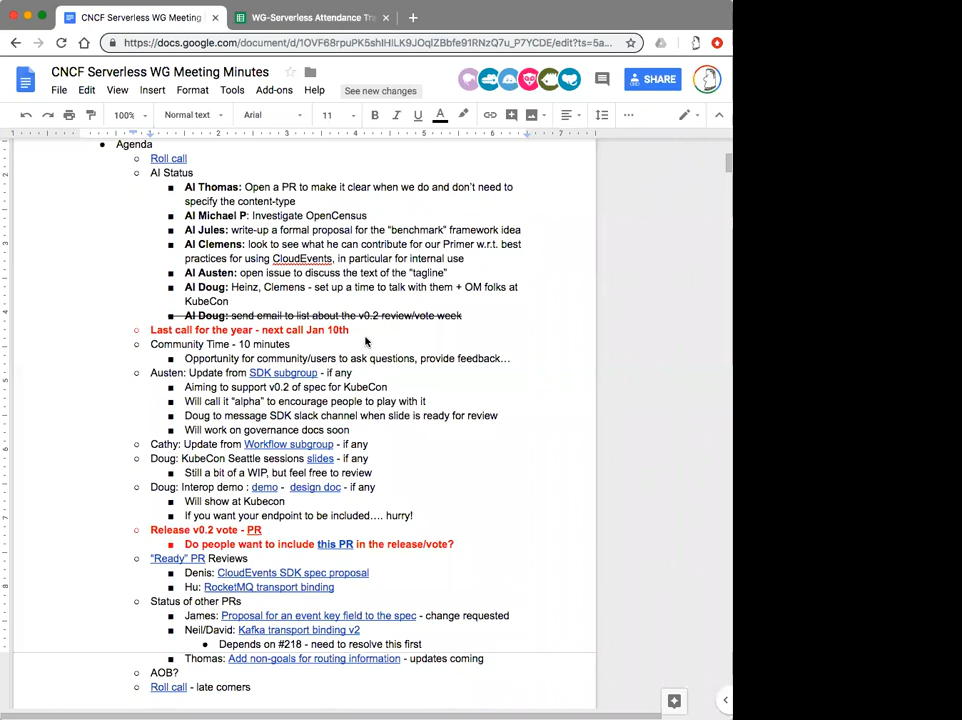 CNCF Serverless WG Meeting
WG-Serverless Attendance Tra
https://docs.google.com/document/d/1OVF68rpuPK5shIHlLK9JOqlZBbfe91RNzQ7u_P7YCDE/edit?ts=5a...
CNCF Serverless WG Meeting Minutes
SHARE
File Edit View Insert Format Tools Add-ons Help See new changes
100% Normal text Arial 11 B I U A
1 1 2 3 4 5 6 7
Agenda
Roll call
AI Status
AI Thomas: Open a PR to make it clear when we do and don't need to
specify the content-type
AI Michael P: Investigate OpenCensus
AI Jules: write-up a formal proposal for the "benchmark" framework idea
AI Clemens: look to see what he can contribute for our Primer w.r.t. best
practices for using CloudEvents, in particular for internal use
AI Austen: open issue to discuss the text of the "tagline"
AI Doug: Heinz, Clemens - set up a time to talk with them + OM folks at
KubeCon
AI Doug: send email to list about the v0.2 review/vote week
Last call for the year - next call Jan 10th
Community Time - 10 minutes
Opportunity for community/users to ask questions, provide feedback...
Austen: Update from SDK subgroup - if any
Aiming to support v0.2 of spec for KubeCon
Will call it "alpha" to encourage people to play with it
Doug to message SDK slack channel when slide is ready for review
Will work on governance docs soon
Cathy: Update from Workflow subgroup - if any
Doug: KubeCon Seattle sessions slides - if any
Still a bit of a WIP, but feel free to review
Doug: Interop demo : demo - design doc - if any
Will show at Kubecon
If you want your endpoint to be included.... hurry!
Release v0.2 vote - PR
Do people want to include this PR in the release/vote?
"Ready" PR Reviews
Denis: CloudEvents SDK spec proposal
Hu: RocketMQ transport binding
Status of other PRs
James: Proposal for an event key field to the spec - change requested
Neil/David: Kafka transport binding v2
Depends on #218 - need to resolve this first
Thomas: Add non-goals for routing information - updates coming
AOB?
Roll call - late comers